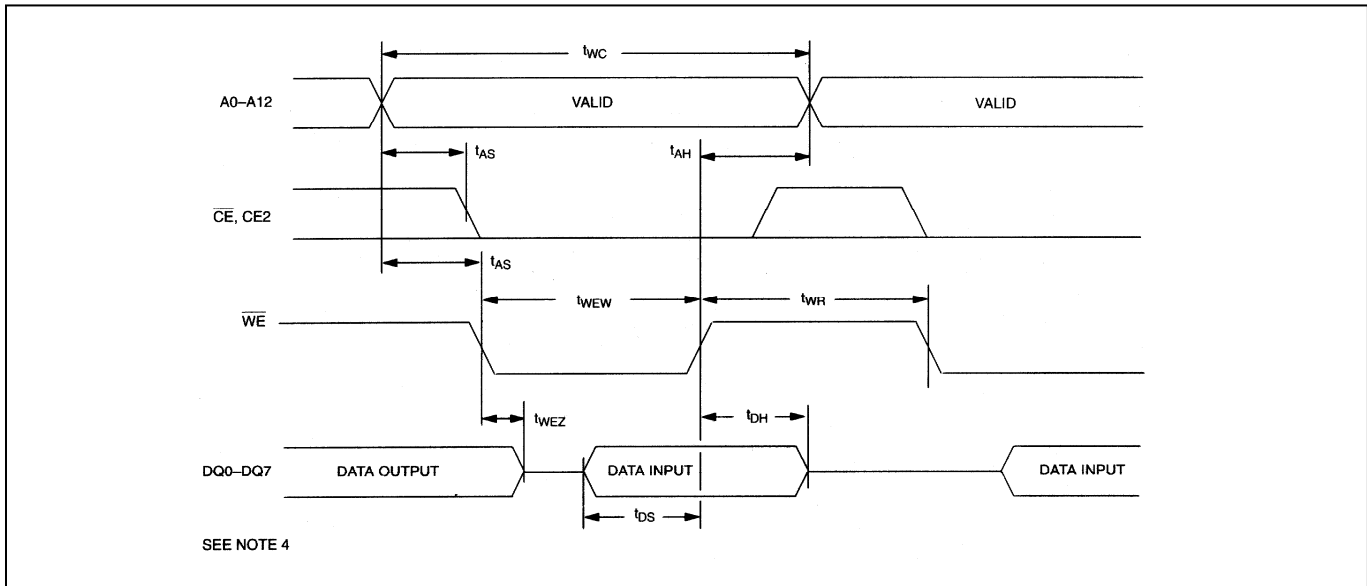 tWC
A0–A12 VALID VALID
tAS tAH
CE, CE2
tAS
tWEW tWR
WE
tWEZ tDH
DQ0–DQ7 DATA OUTPUT DATA INPUT DATA INPUT
tDS
SEE NOTE 4